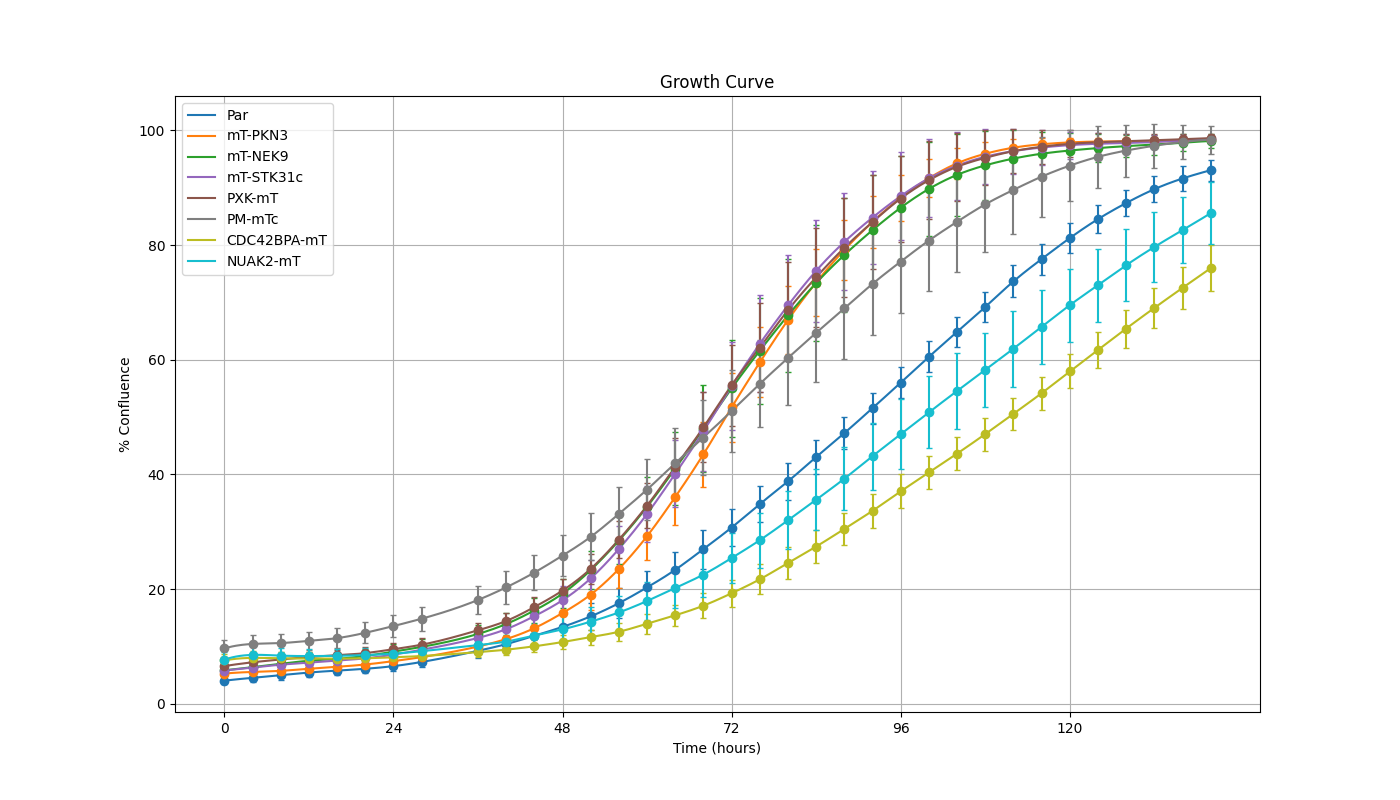 Growth Curve
Par
mT-PKN3
mT-NEK9
mT-STK31c
PXK-mT
PM-mTc
CDC42BPA-mT
NUAK2-mT
100
80
60
40
20
0
% Confluence
0 24 48 72 96 120
Time (hours)